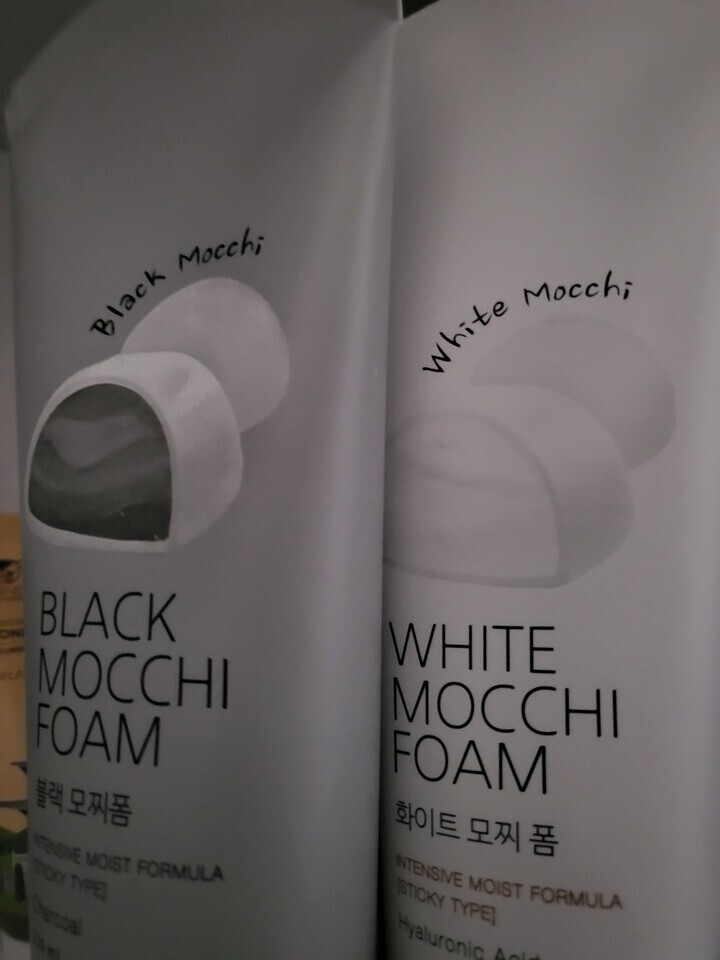 Black Mocchi
BLACK
MOCCHI
FOAM
블랙 모찌폼
INTENSIVE MOIST FORMULA
[STICKY TYPE]
Charcoal
White Mocchi
WHITE
MOCCHI
FOAM
화이트 모찌 폼
INTENSIVE MOIST FORMULA
[STICKY TYPE]
Hyaluronic Acid